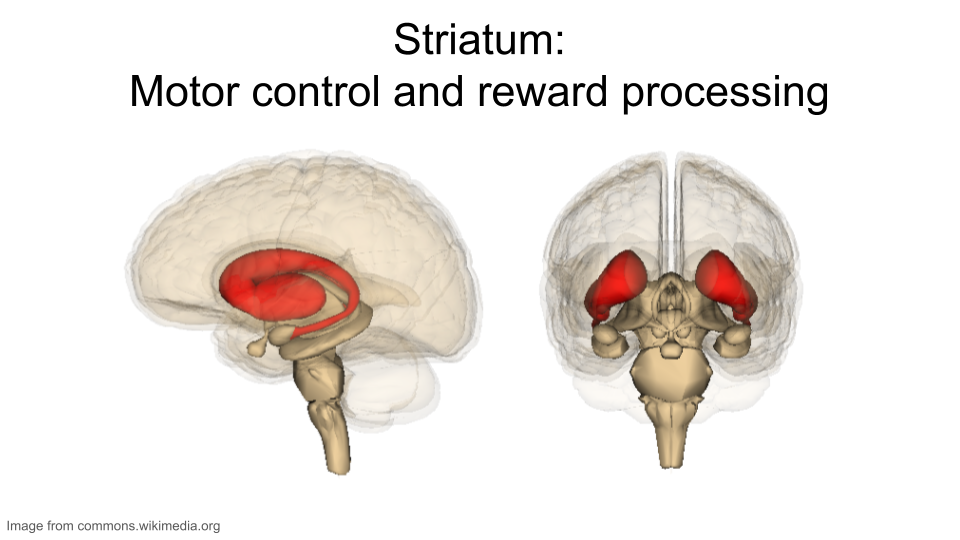 Striatum:
Motor control and reward processing
Image from commons.wikimedia.org